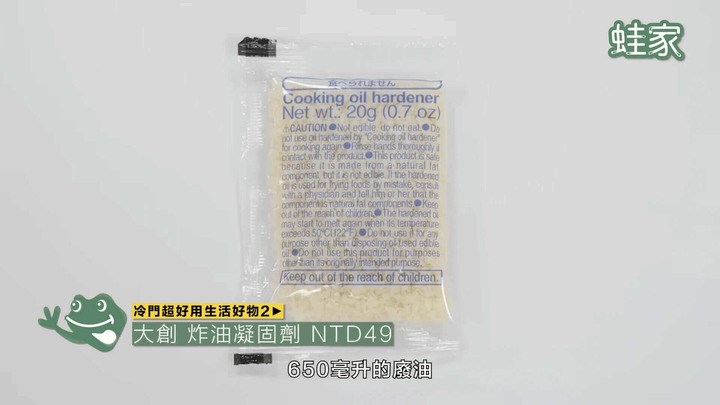 蛙家
食べられません
Cooking oil hardener
Net wt.: 20g (0.7 oz)
CAUTION ●Not edible, do not eat. ●Do
not use oil hardened by "Cooking oil hardener"
for cooking again. ●Rinse hands thoroughly if
contact with the product. ●This product is safe
because it is made from a natural fat
component, but it is not edible. If the hardened
oil is used for frying foods by mistake, consult
with a physician and tell him or her that the
component is natural fat components. ●Keep
out of the reach of children. ●The hardened oil
may start to melt again when its temperature
exceeds 50°C(122°F). ●Do not use it for any
purpose other than disposing of used edible
oil. ●Do not use this product for purposes
other than its originally intended purpose.
Keep out of the reach of children.
冷門超好用生活好物2▶
大創 炸油凝固劑 NTD49
650毫升的廢油